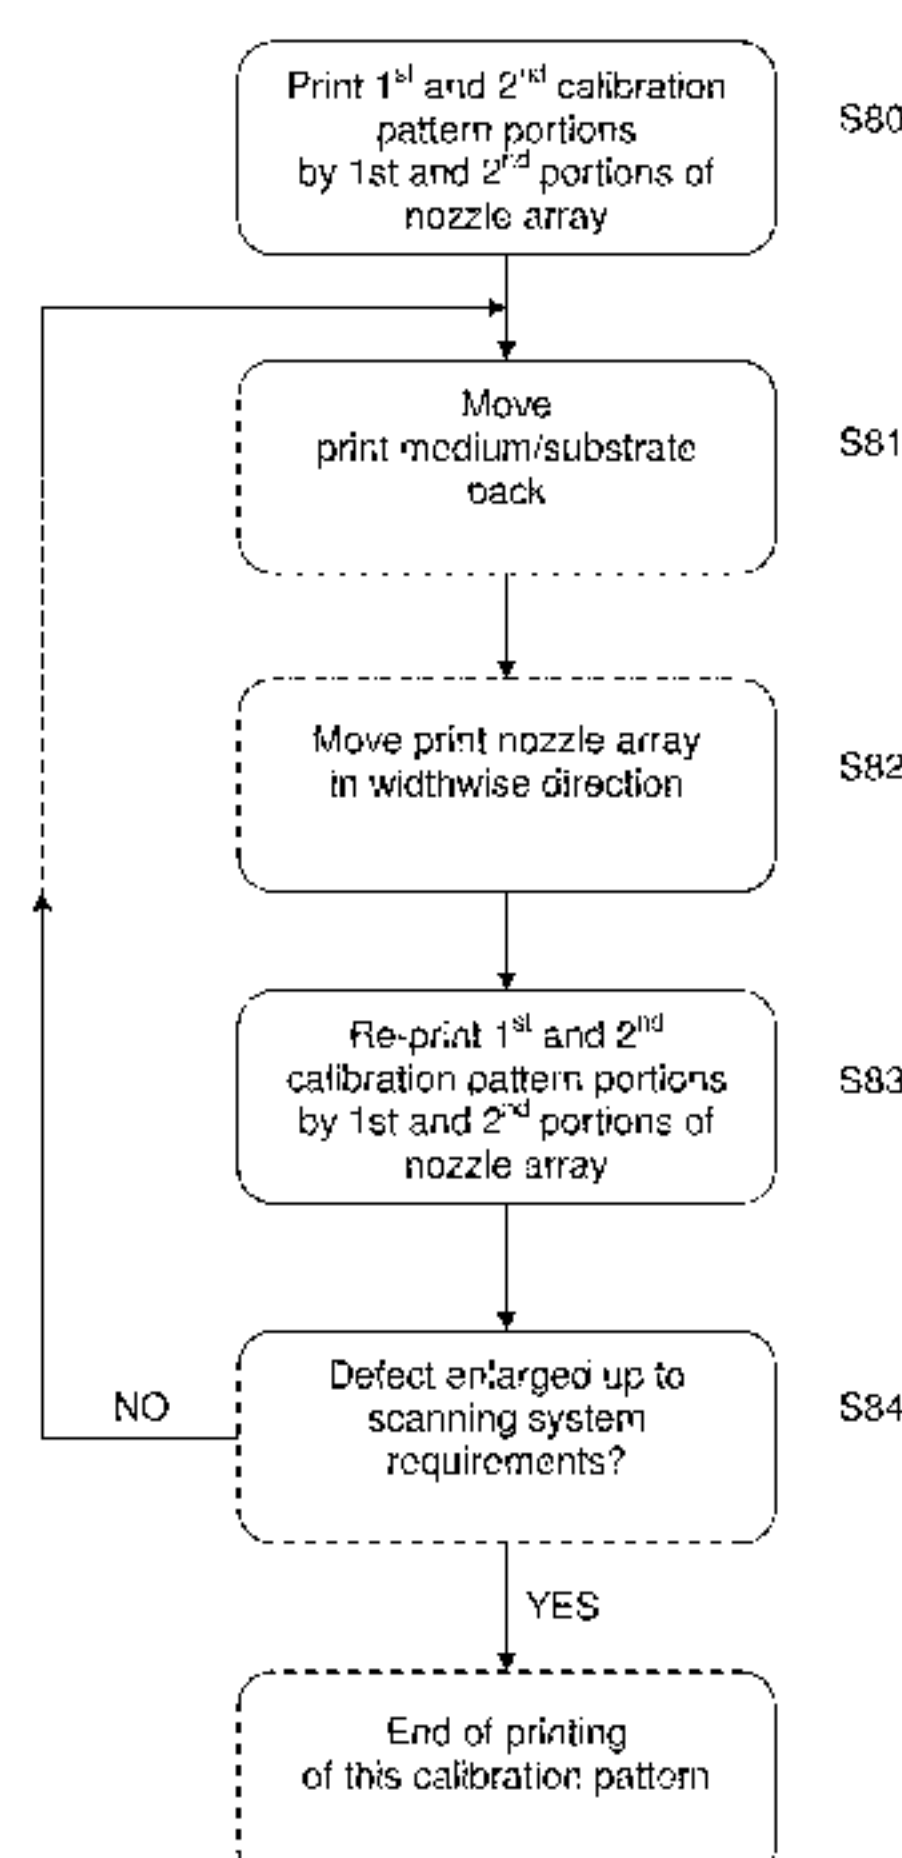 Print 1st and 2nd calibration
pattern portions
by 1st and 2nd portions of
nozzle array
S80
Move
print medium/substrate
back
S81
Move print nozzle array
in widthwise direction
S82
Re-print 1st and 2nd
calibration pattern portions
by 1st and 2nd portions of
nozzle array
S83
Defect enlarged up to
scanning system
requirements?
S84
NO
YES
End of printing
of this calibration pattern